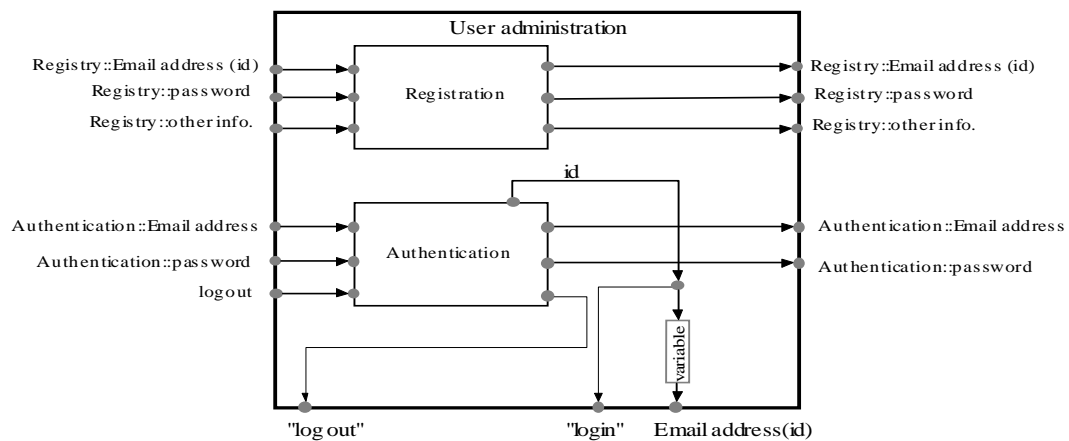 User administration
Registry::Email address (id)
Registry::password
Registry::other info.
Registration
Registry::Email address (id)
Registry::password
Registry::other info.
id
Authentication::Email address
Authentication::password
logout
Authentication
Authentication::Email address
Authentication::password
variable
"logout"
"login"
Email address(id)